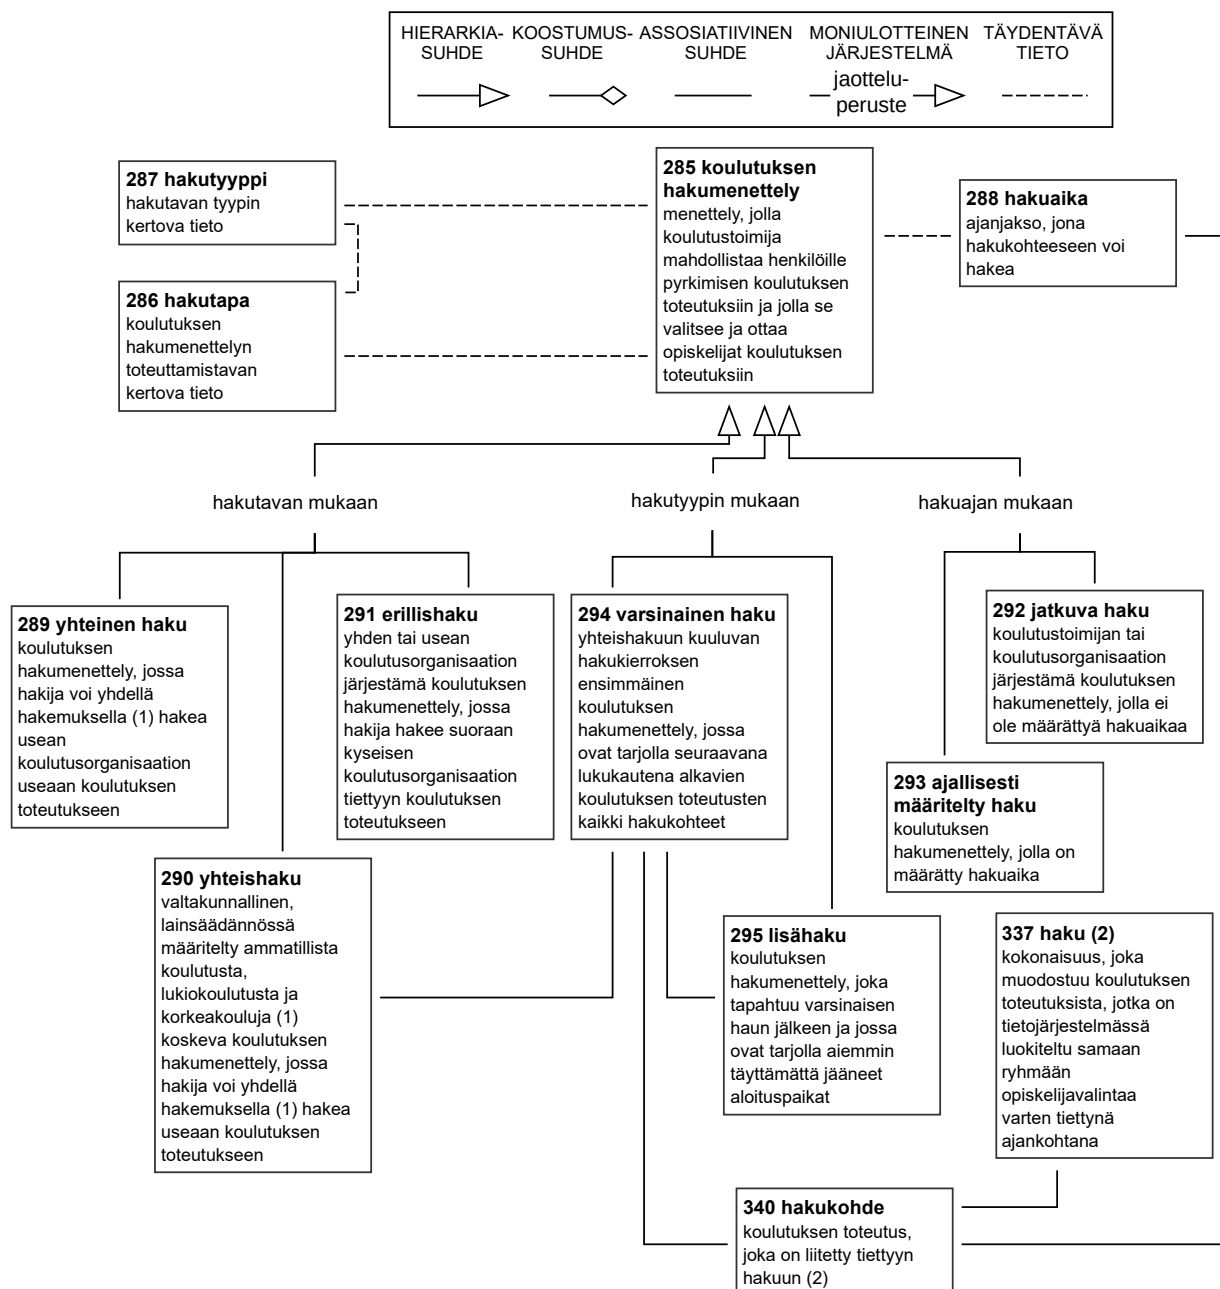 HIERARKIA-
SUHDE
KOOSTUMUS-
SUHDE
ASSOSIATIIVINEN
SUHDE
MONIULOTTEINEN
JÄRJESTELMÄ
TÄYDENTÄVÄ
TIETO
jaottelu-
peruste
287 hakutyyppi
hakutavan tyypin
kertova tieto
286 hakutapa
koulutuksen
hakumenettelyn
toteuttamistavan
kertova tieto
285 koulutuksen
hakumenettely
menettely, jolla
koulutustoimija
mahdollistaa henkilöille
pyrkimisen koulutuksen
toteutuksiin ja jolla se
valitsee ja ottaa
opiskelijat koulutuksen
toteutuksiin
288 hakuaika
ajanjakso, jona
hakukohteeseen voi
hakea
hakutavan mukaan
hakutyypin mukaan
hakuajan mukaan
289 yhteinen haku
koulutuksen
hakumenettely, jossa
hakija voi yhdellä
hakemuksella (1) hakea
usean
koulutusorganisaation
useaan koulutuksen
toteutukseen
291 erillishaku
yhden tai usean
koulutusorganisaation
järjestämä koulutuksen
hakumenettely, jossa
hakija hakee suoraan
kyseisen
koulutusorganisaation
tiettyyn koulutuksen
toteutukseen
294 varsinainen haku
yhteishakuun kuuluvan
hakukierroksen
ensimmäinen
koulutuksen
hakumenettely, jossa
ovat tarjolla seuraavana
lukukautena alkavien
koulutuksen toteutusten
kaikki hakukohteet
292 jatkuva haku
koulutustoimijan tai
koulutusorganisaation
järjestämä koulutuksen
hakumenettely, jolla ei
ole määrättyä hakuaikaa
293 ajallisesti
määritelty haku
koulutuksen
hakumenettely, jolla on
määrätty hakuaika
290 yhteishaku
valtakunnallinen,
lainsäädännössä
määritelty ammatillista
koulutusta,
lukiokoulutusta ja
korkeakouluja (1)
koskeva koulutuksen
hakumenettely, jossa
hakija voi yhdellä
hakemuksella (1) hakea
useaan koulutuksen
toteutukseen
295 lisähaku
koulutuksen
hakumenettely, joka
tapahtuu varsinaisen
haun jälkeen ja jossa
ovat tarjolla aiemmin
täyttämättä jääneet
aloituspaikat
337 haku (2)
kokonaisuus, joka
muodostuu koulutuksen
toteutuksista, jotka on
tietojärjestelmässä
luokiteltu samaan
ryhmään
opiskelijavalintaa
varten tiettynä
ajankohtana
340 hakukohde
koulutuksen toteutus,
joka on liitetty tiettyyn
hakuun (2)